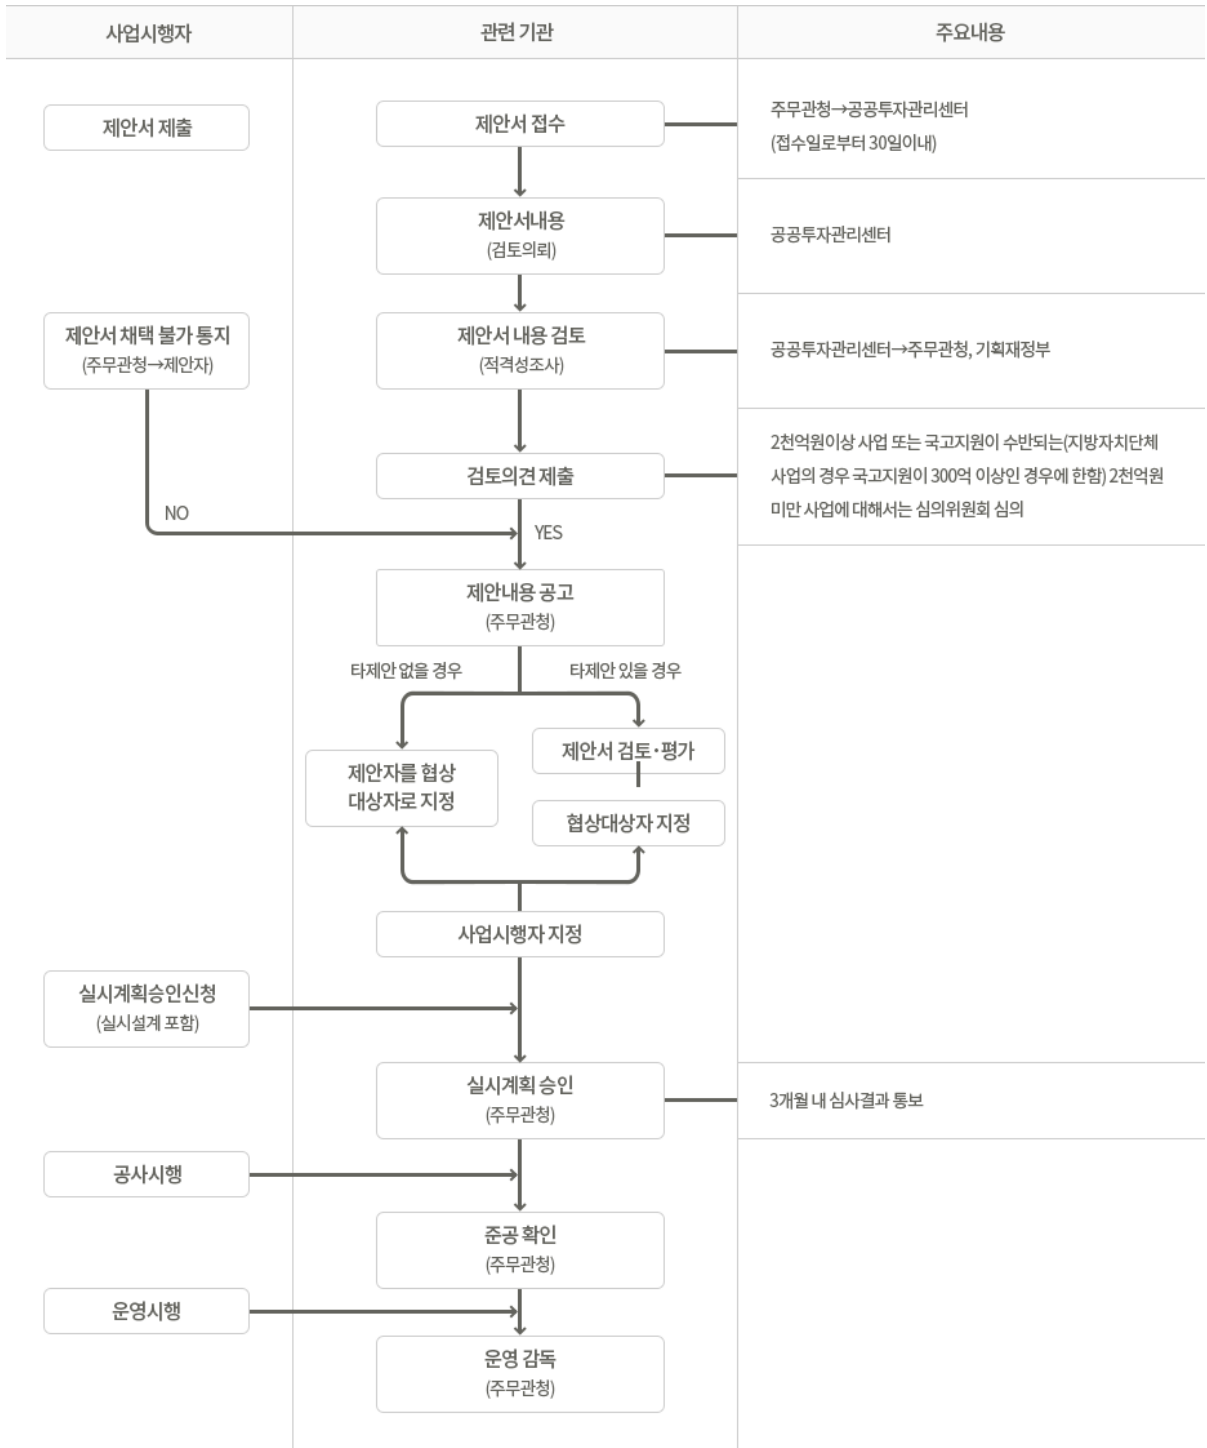 사업시행자
관련 기관
주요내용
제안서 제출
제안서 접수
주무관청→공공투자관리센터
(접수일로부터 30일이내)
제안서내용
(검토의뢰)
공공투자관리센터
제안서 채택 불가 통지
(주무관청→제안자)
제안서 내용 검토
(적격성조사)
공공투자관리센터→주무관청, 기획재정부
검토의견 제출
2천억원이상 사업 또는 국고지원이 수반되는(지방자치단체
사업의 경우 국고지원이 300억 이상인 경우에 한함) 2천억원
미만 사업에 대해서는 심의위원회 심의
NO
YES
제안내용 공고
(주무관청)
타제안 없을 경우
타제안 있을 경우
제안자를 협상
대상자로 지정
제안서 검토·평가
협상대상자 지정
사업시행자 지정
실시계획승인신청
(실시설계 포함)
실시계획 승인
(주무관청)
3개월 내 심사결과 통보
공사시행
준공 확인
(주무관청)
운영시행
운영 감독
(주무관청)